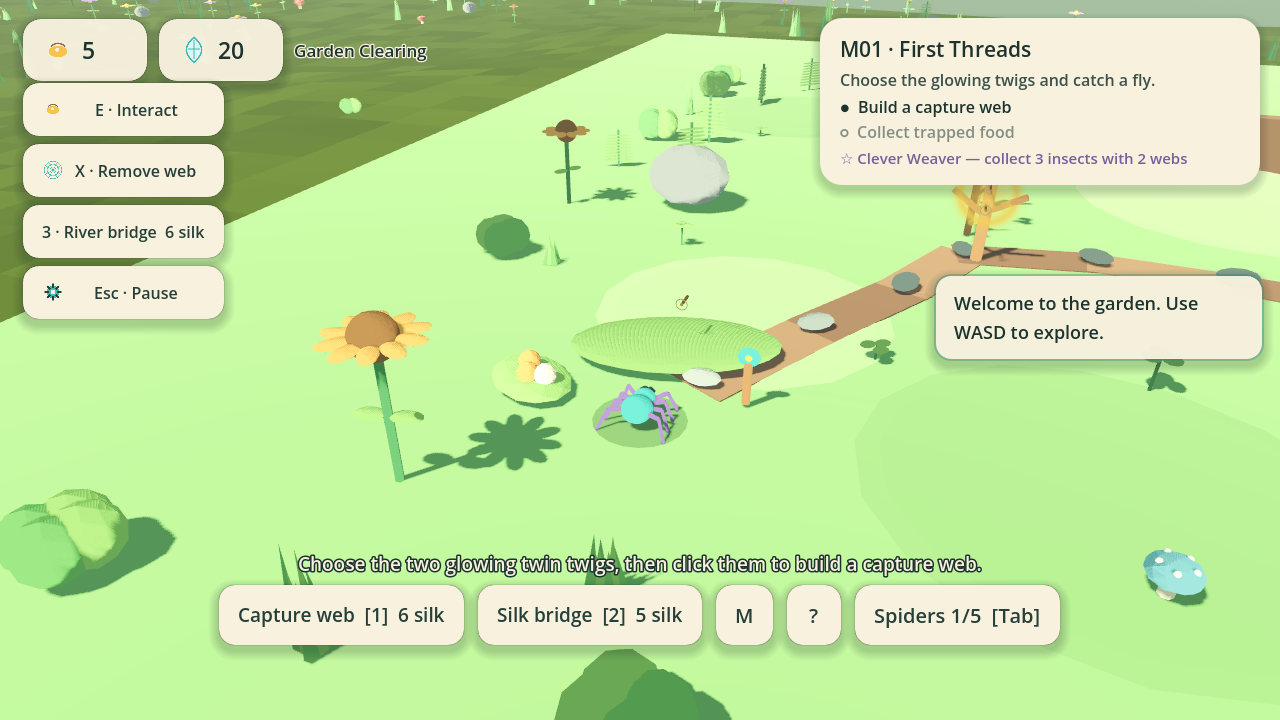 5
20
Garden Clearing
E · Interact
X · Remove web
3 · River bridge 6 silk
Esc · Pause
M01 · First Threads
Choose the glowing twigs and catch a fly.
Build a capture web
Collect trapped food
☆ Clever Weaver — collect 3 insects with 2 webs
Welcome to the garden. Use
WASD to explore.
Choose the two glowing twin twigs, then click them to build a capture web.
Capture web [1] 6 silk
Silk bridge [2] 5 silk
M
?
Spiders 1/5 [Tab]